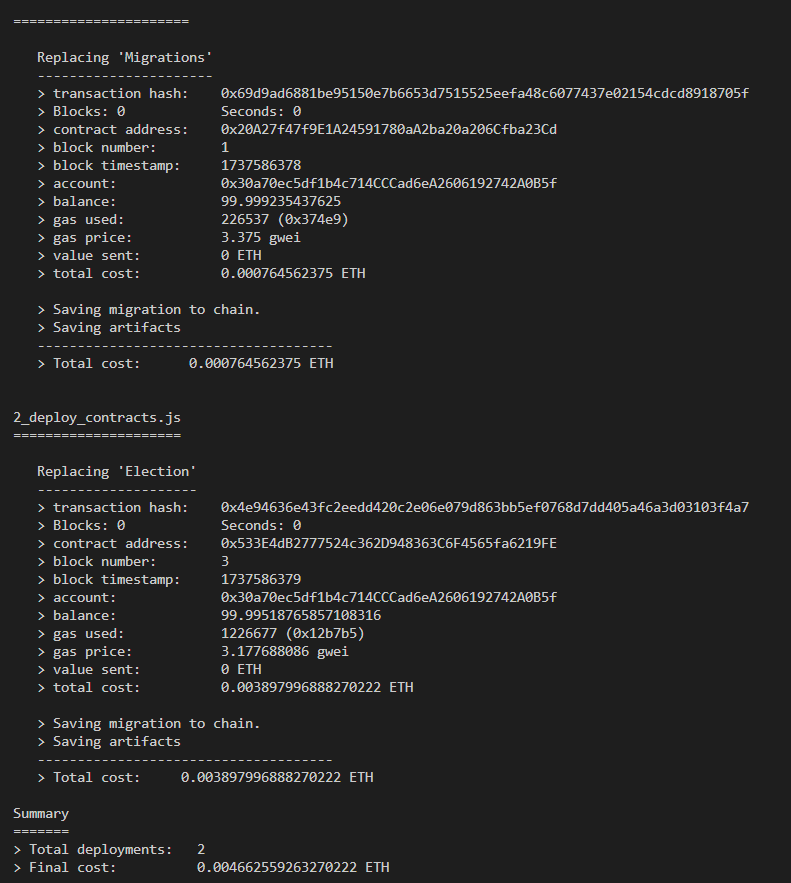 ======================
Replacing 'Migrations'
----------------------
> transaction hash:    0x69d9ad6881be95150e7b6653d7515525eefa48c6077437e02154cdcd8918705f
> Blocks: 0            Seconds: 0
> contract address:    0x20A27f47f9E1A24591780aA2ba20a206Cfba23Cd
> block number:        1
> block timestamp:     1737586378
> account:             0x30a70ec5df1b4c714CCCad6eA2606192742A0B5f
> balance:             99.999235437625
> gas used:            226537 (0x374e9)
> gas price:           3.375 gwei
> value sent:          0 ETH
> total cost:          0.000764562375 ETH
> Saving migration to chain.
> Saving artifacts
-------------------------------------
> Total cost:      0.000764562375 ETH
2_deploy_contracts.js
=====================
Replacing 'Election'
--------------------
> transaction hash:    0x4e94636e43fc2eedd420c2e06e079d863bb5ef0768d7dd405a46a3d03103f4a7
> Blocks: 0            Seconds: 0
> contract address:    0x533E4dB2777524c362D948363C6F4565fa6219FE
> block number:        3
> block timestamp:     1737586379
> account:             0x30a70ec5df1b4c714CCCad6eA2606192742A0B5f
> balance:             99.99518765857108316
> gas used:            1226677 (0x12b7b5)
> gas price:           3.177688086 gwei
> value sent:          0 ETH
> total cost:          0.003897996888270222 ETH
> Saving migration to chain.
> Saving artifacts
-------------------------------------
> Total cost:     0.003897996888270222 ETH
Summary
=======
> Total deployments:   2
> Final cost:          0.004662559263270222 ETH